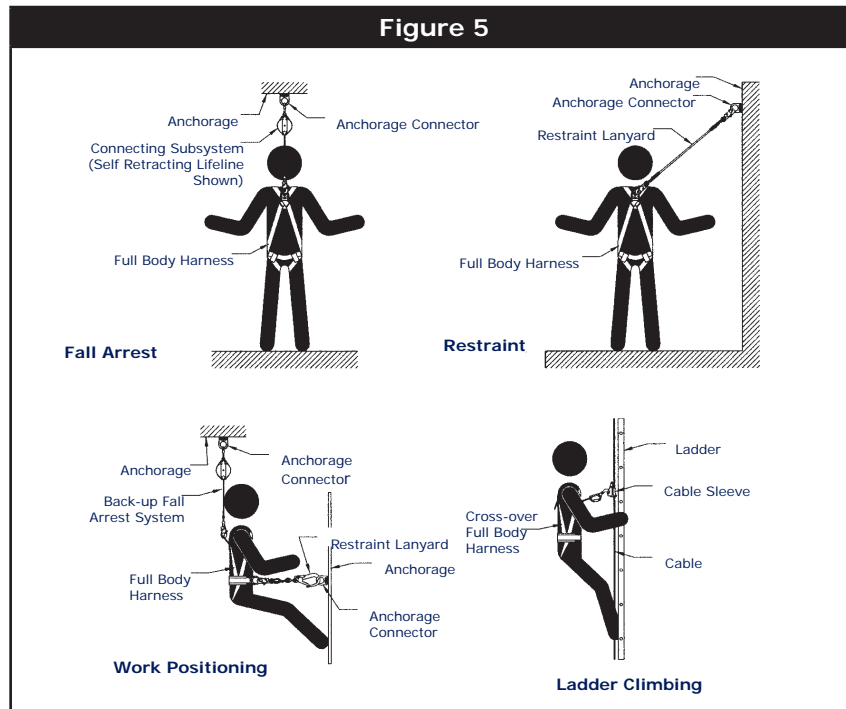 Figure 5
Anchorage
Anchorage Connector
Connecting Subsystem
(Self Retracting Lifeline
Shown)
Full Body Harness
Fall Arrest
Anchorage
Anchorage Connector
Restraint Lanyard
Full Body Harness
Restraint
Anchorage
Anchorage
Connector
Back-up Fall
Arrest System
Full Body
Harness
Restraint Lanyard
Anchorage
Anchorage
Connector
Work Positioning
Ladder
Cable Sleeve
Cross-over
Full Body
Harness
Cable
Ladder Climbing